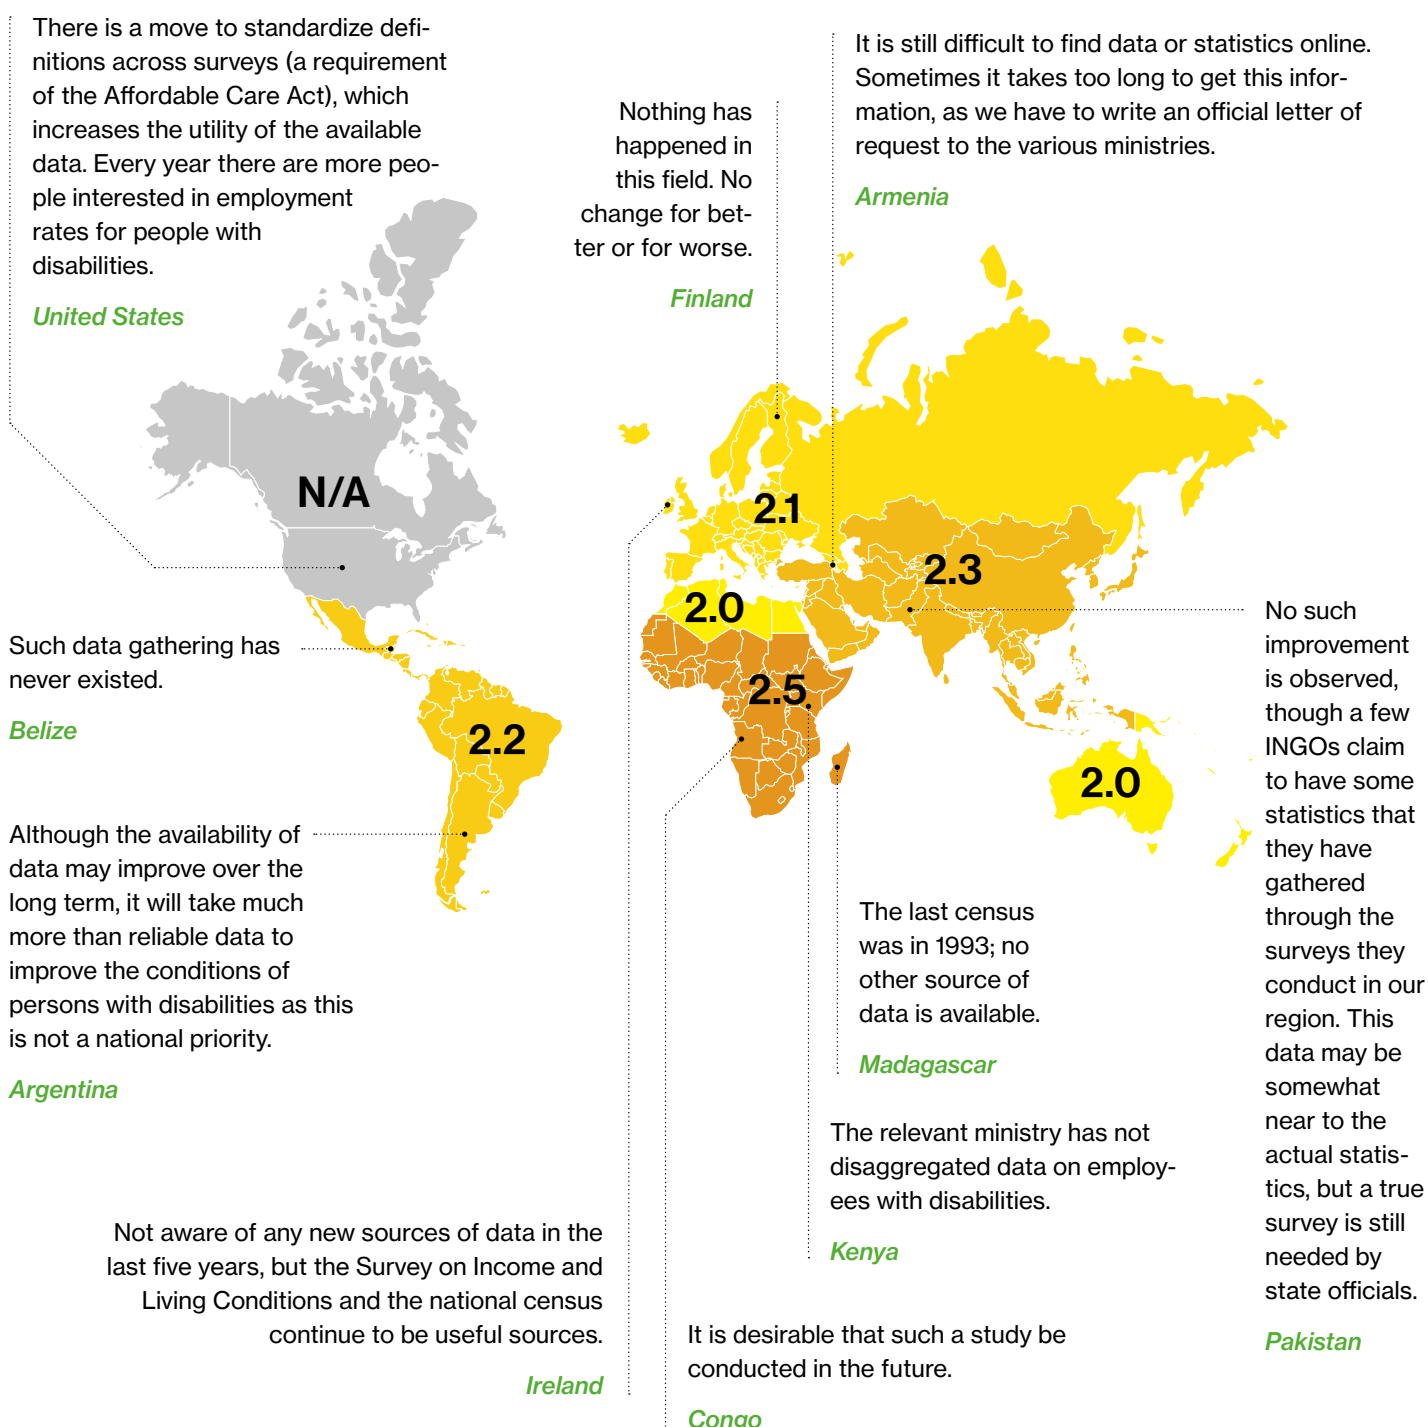 There is a move to standardize defi-
nitions across surveys (a requirement
of the Affordable Care Act), which
increases the utility of the available
data. Every year there are more peo-
ple interested in employment
rates for people with
disabilities.
United States
Nothing has
happened in
this field. No
change for bet-
ter or for worse.
Finland
It is still difficult to find data or statistics online.
Sometimes it takes too long to get this infor-
mation, as we have to write an official letter of
request to the various ministries.
Armenia
N/A
2.1
2.3
2.0
2.5
2.2
2.0
Such data gathering has
never existed.
Belize
Although the availability of
data may improve over the
long term, it will take much
more than reliable data to
improve the conditions of
persons with disabilities as this
is not a national priority.
Argentina
No such
improvement
is observed,
though a few
INGOs claim
to have some
statistics that
they have
gathered
through the
surveys they
conduct in our
region. This
data may be
somewhat
near to the
actual statis-
tics, but a true
survey is still
needed by
state officials.
Pakistan
The last census
was in 1993; no
other source of
data is available.
Madagascar
The relevant ministry has not
disaggregated data on employ-
ees with disabilities.
Kenya
Not aware of any new sources of data in the
last five years, but the Survey on Income and
Living Conditions and the national census
continue to be useful sources.
Ireland
It is desirable that such a study be
conducted in the future.
Congo